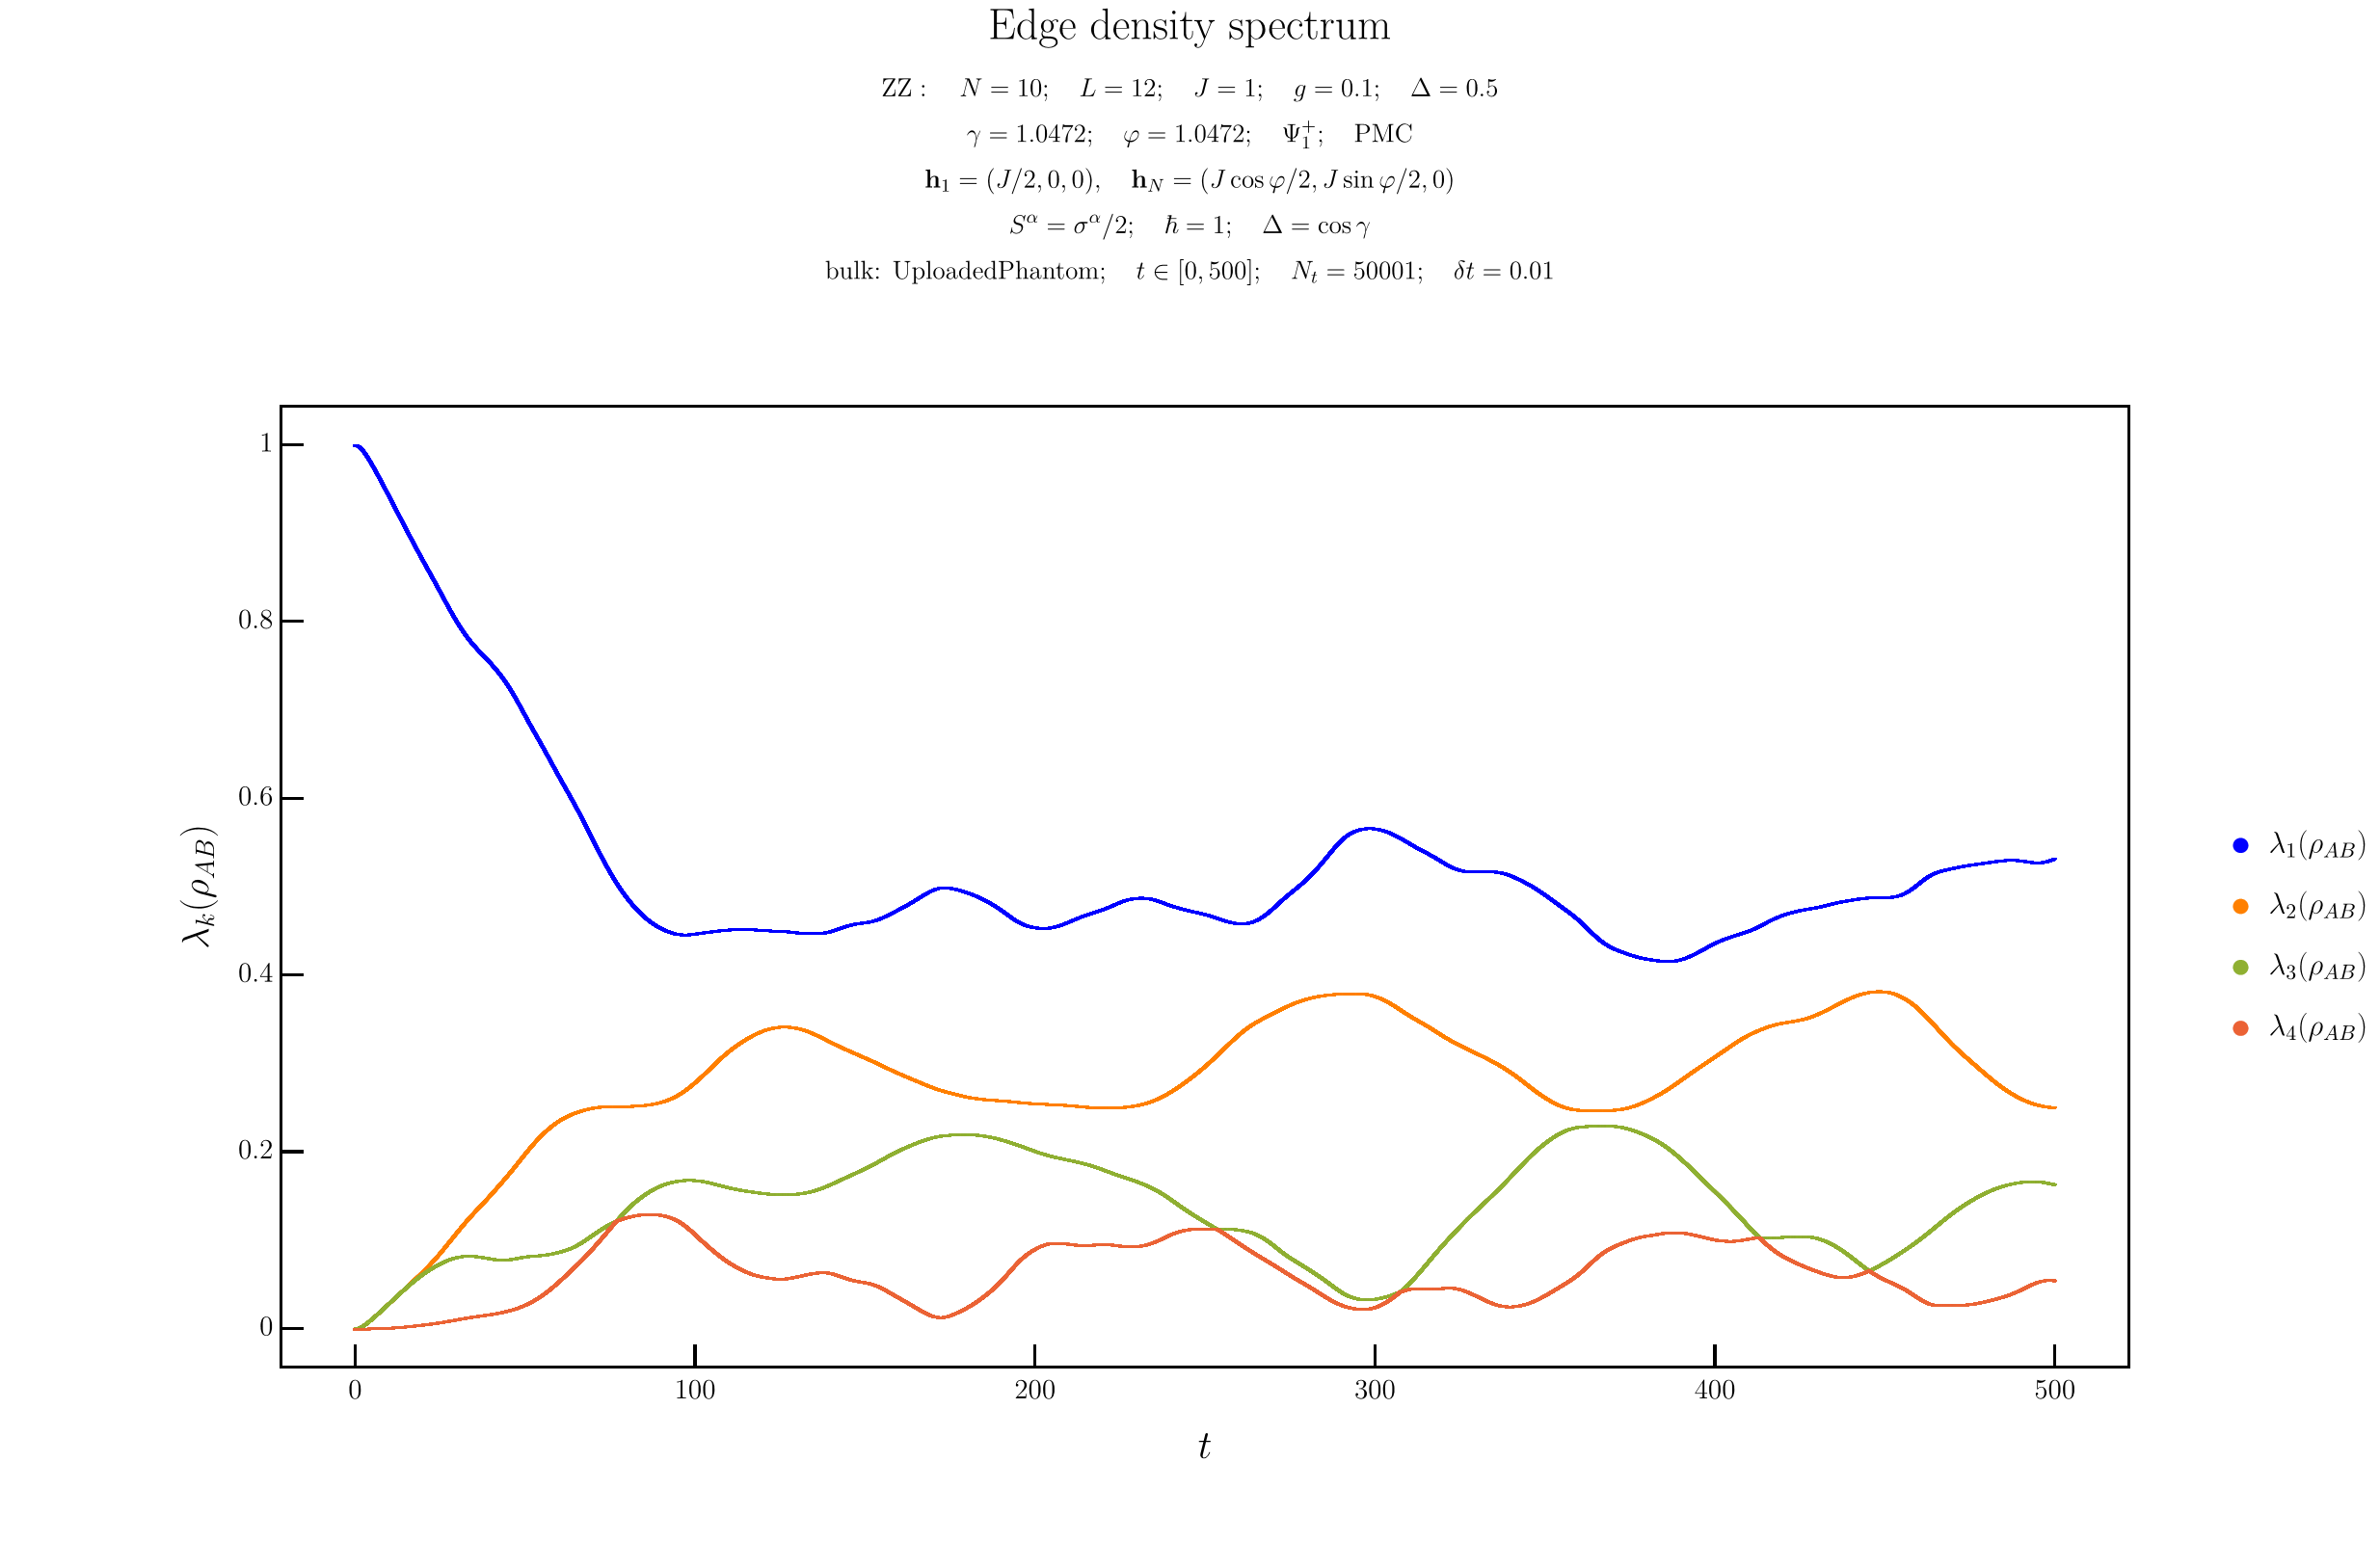 Edge density spectrum
ZZ : N = 10; L = 12; J = 1; g = 0.1; Δ = 0.5
γ = 1.0472; φ = 1.0472; Ψ₁⁺; PMC
𝐡₁ = (J/2, 0, 0), 𝐡_N = (J cos φ/2, J sin φ/2, 0)
S^α = σ^α/2; ℏ = 1; Δ = cos γ
bulk: UploadedPhantom; t ∈ [0, 500]; N_t = 50001; δt = 0.01
λ_k(ρ_AB)
1
0.8
0.6
0.4
0.2
0
0 100 200 300 400 500
t
λ₁(ρ_AB)
λ₂(ρ_AB)
λ₃(ρ_AB)
λ₄(ρ_AB)